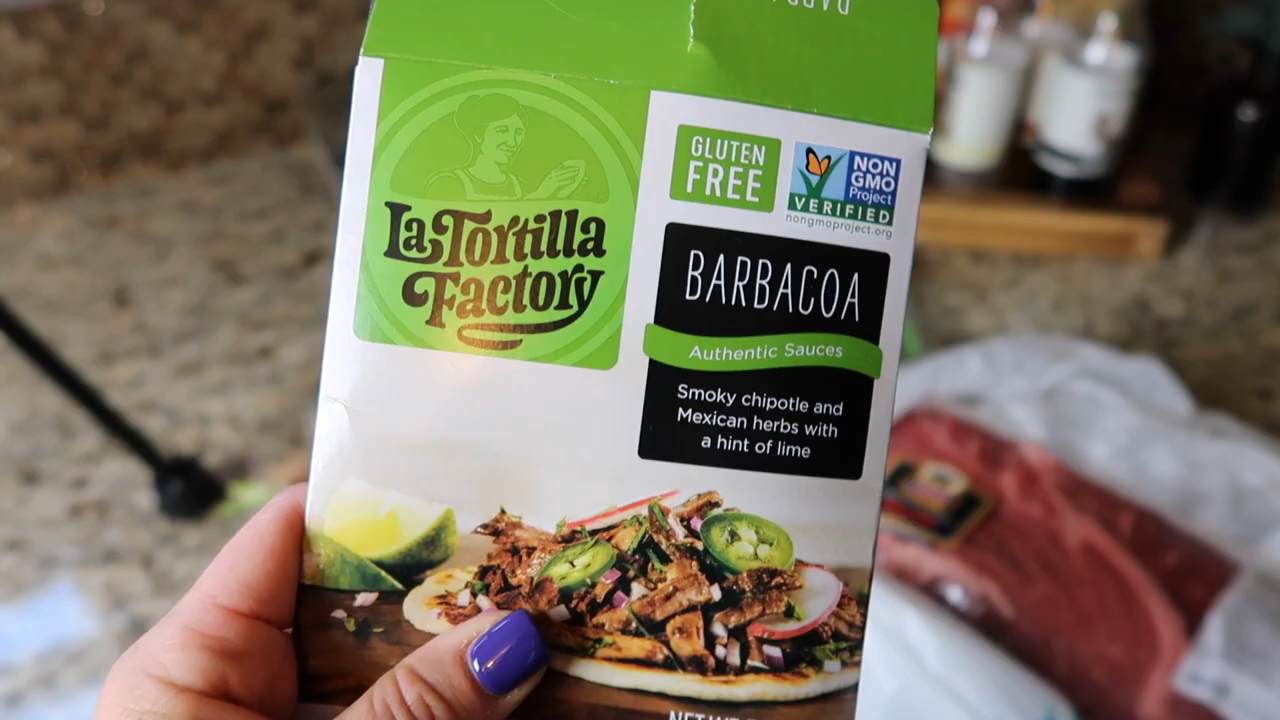 La Tortilla
Factory
GLUTEN
FREE
NON
GMO
Project
VERIFIED
nongmoproject.org
BARBACOA
Authentic Sauces
Smoky chipotle and
Mexican herbs with
a hint of lime